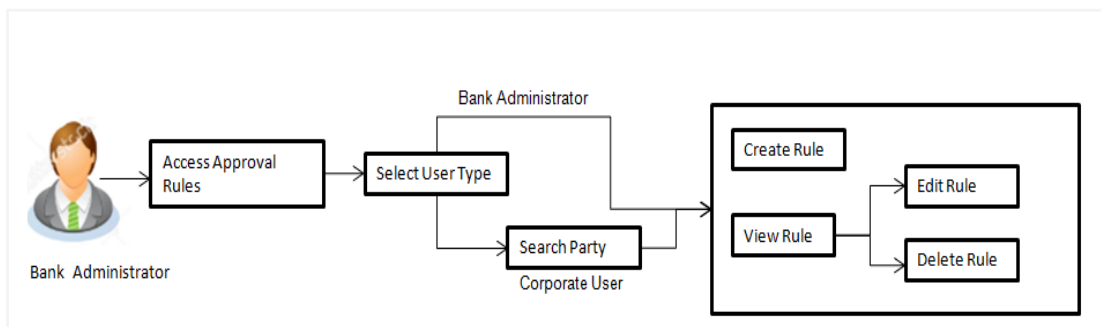 Bank Administrator
Access Approval
Rules
Select User Type
Bank Administrator
Search Party
Corporate User
Create Rule
View Rule
Edit Rule
Delete Rule